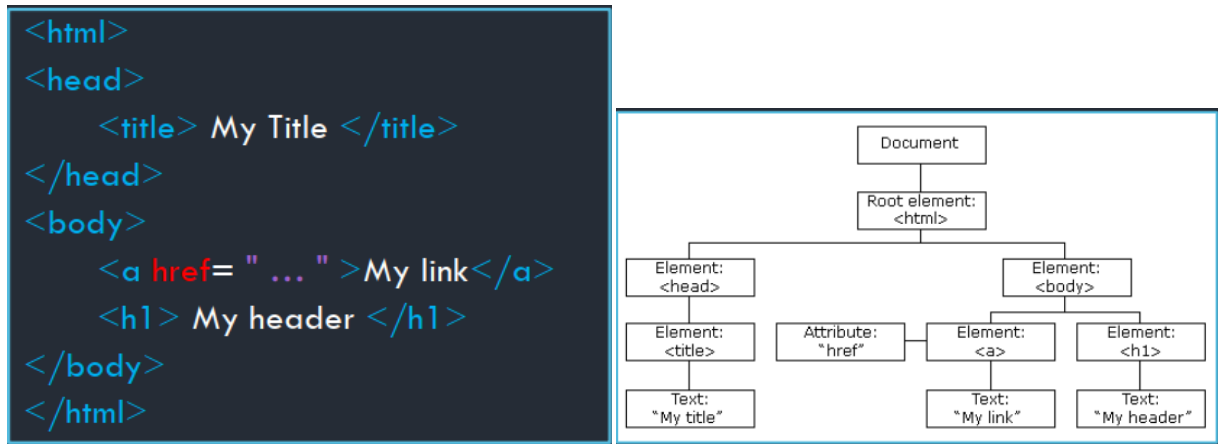 <html>
<head>
<title> My Title </title>
</head>
<body>
<a href= " ... " >My link</a>
<h1> My header </h1>
</body>
</html>
Document
Root element:
<html>
Element:
<head>
Element:
<body>
Element:
<title>
Attribute:
"href"
Element:
<a>
Element:
<h1>
Text:
"My title"
Text:
"My link"
Text:
"My header"